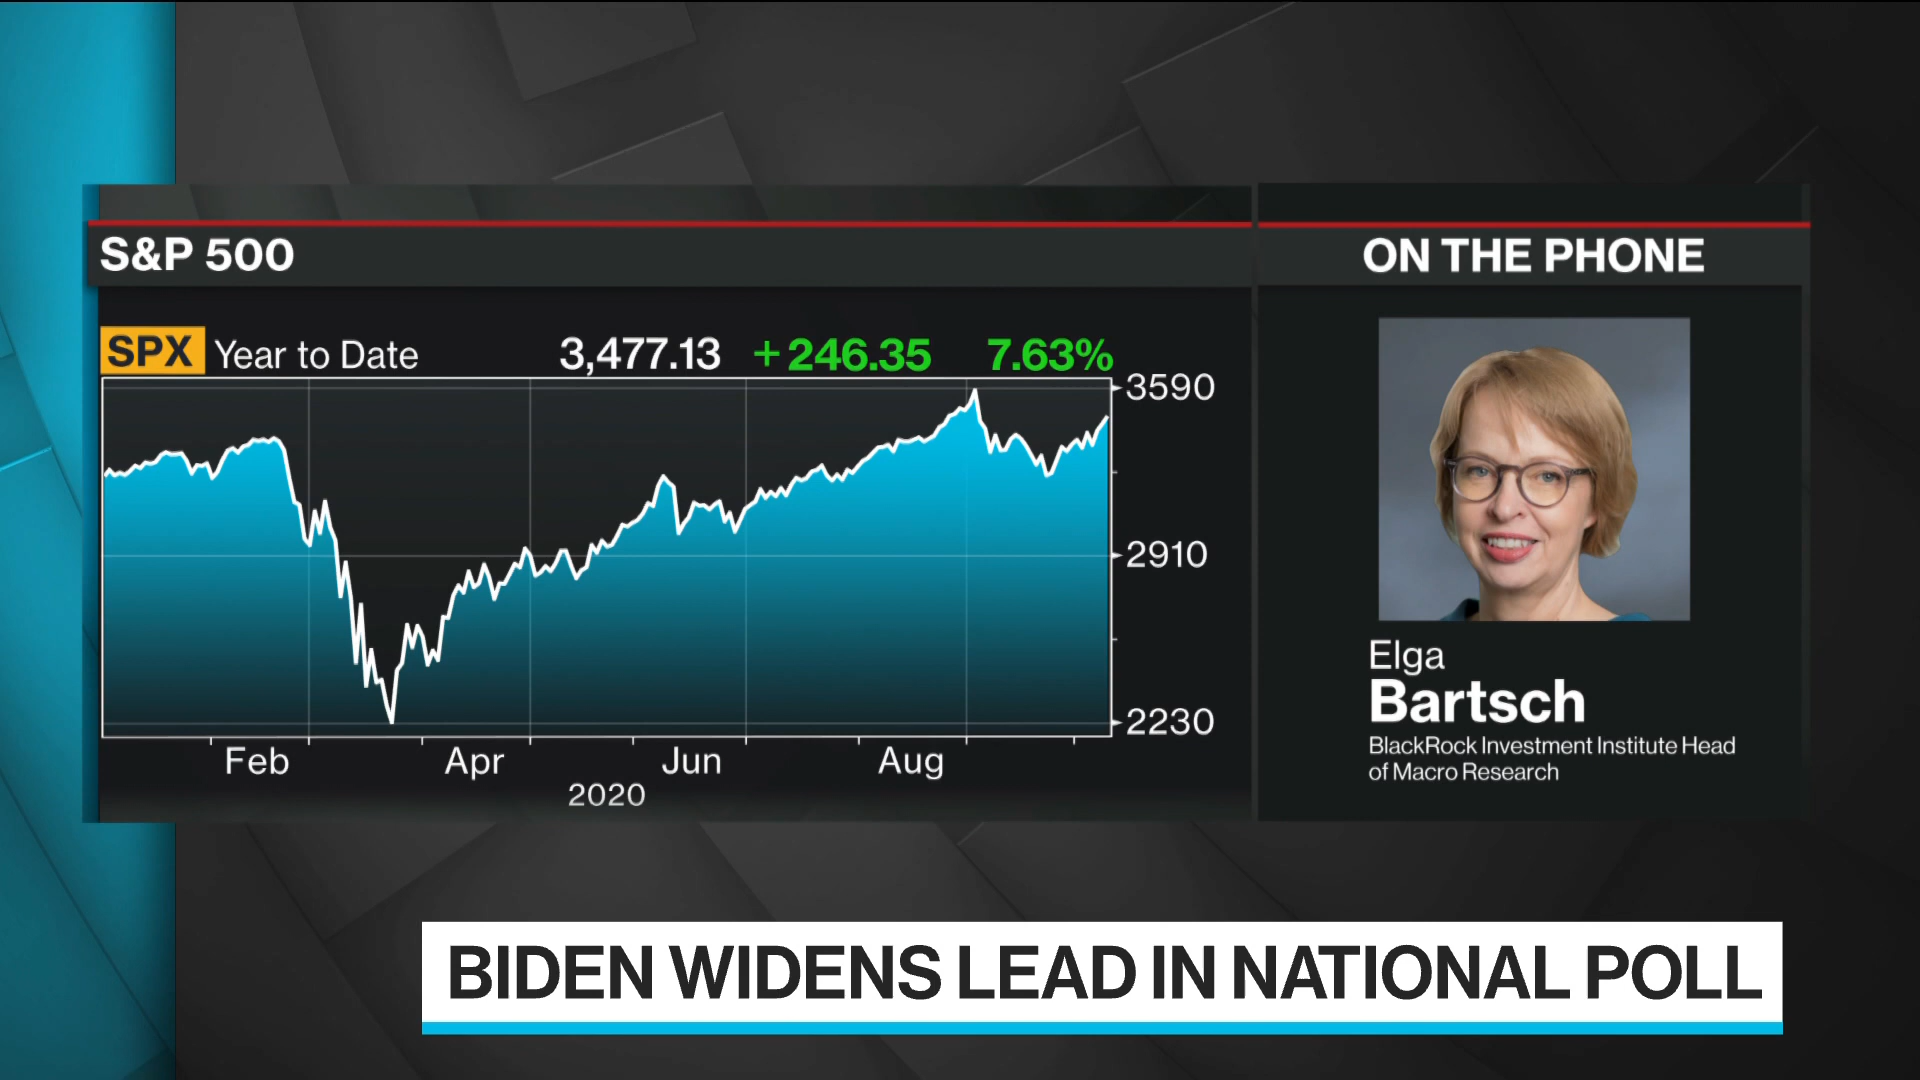 S&P 500
SPX Year to Date 3,477.13 +246.35 7.63%
3590
2910
2230
Feb Apr Jun Aug
2020
ON THE PHONE
Elga
Bartsch
BlackRock Investment Institute Head
of Macro Research
BIDEN WIDENS LEAD IN NATIONAL POLL